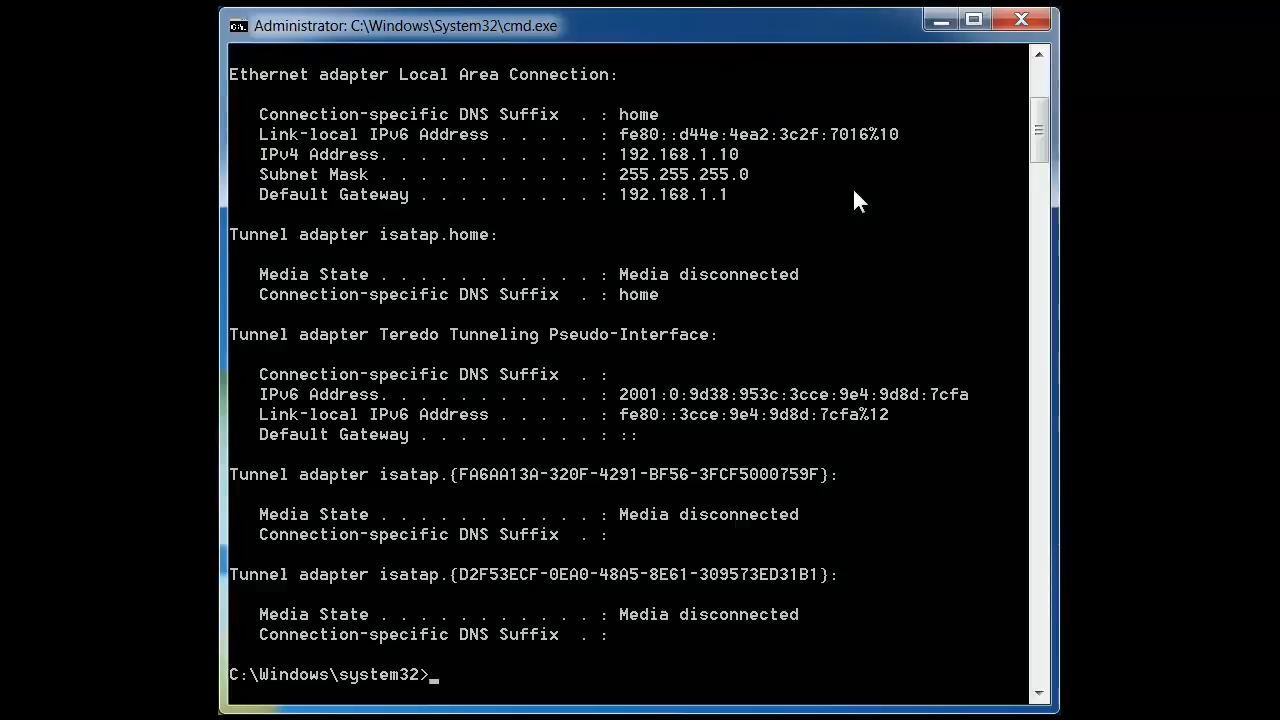 Administrator: C:\Windows\System32\cmd.exe
Ethernet adapter Local Area Connection:
Connection-specific DNS Suffix  . : home
Link-local IPv6 Address . . . . . : fe80::d44e:4ea2:3c2f:7016%10
IPv4 Address. . . . . . . . . . . : 192.168.1.10
Subnet Mask . . . . . . . . . . . : 255.255.255.0
Default Gateway . . . . . . . . . : 192.168.1.1
Tunnel adapter isatap.home:
Media State . . . . . . . . . . . : Media disconnected
Connection-specific DNS Suffix  . : home
Tunnel adapter Teredo Tunneling Pseudo-Interface:
Connection-specific DNS Suffix  . :
IPv6 Address. . . . . . . . . . . : 2001:0:9d38:953c:3cce:9e4:9d8d:7cfa
Link-local IPv6 Address . . . . . : fe80::3cce:9e4:9d8d:7cfa%12
Default Gateway . . . . . . . . . : ::
Tunnel adapter isatap.{FA6AA13A-320F-4291-BF56-3FCF5000759F}:
Media State . . . . . . . . . . . : Media disconnected
Connection-specific DNS Suffix  . :
Tunnel adapter isatap.{D2F53ECF-0EA0-48A5-8E61-309573ED31B1}:
Media State . . . . . . . . . . . : Media disconnected
Connection-specific DNS Suffix  . :
C:\Windows\system32>_